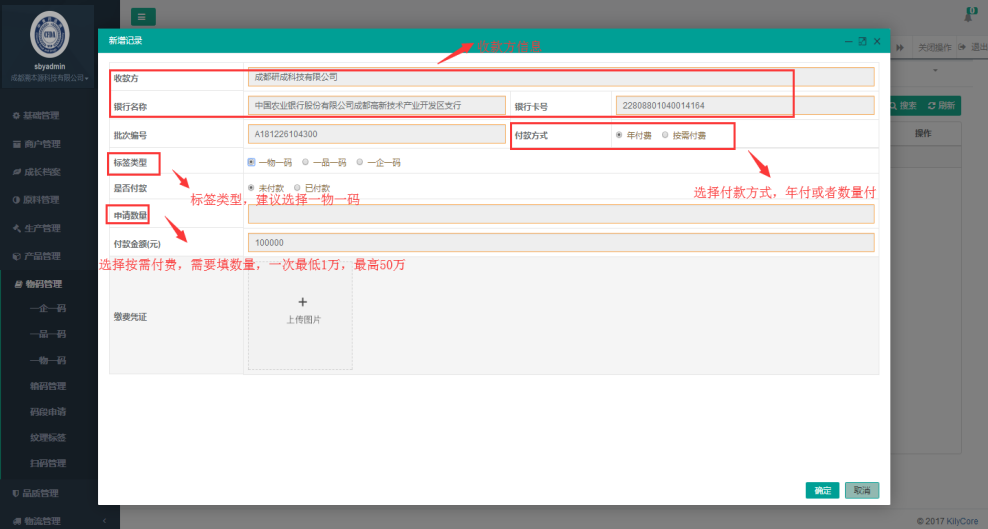 CFDA
sbyadmin
新增记录
收款方账号
收款方
成都研成科技有限公司
银行名称
中国农业银行股份有限公司成都高新技术产业开发区支行
银行卡号
22808801040014164
批次编号
A181226104300
付款方式
年付费
按需付费
标签类型
一物一码
一品一码
一企一码
是否付款
未付款
已付款
标签类型，建议选择一物一码
选择付款方式，年付或者数量付
申请数量
付款金额(元)
100000
选择按需付费，需要填数量，一次最低1万，最高50万
缴费凭证
上传图片
确定
取消
基础管理
商户管理
成长档案
原料管理
生产管理
产品管理
物码管理
一企一码
一品一码
一物一码
箱码管理
码段申请
纹理标签
扫码管理
品质管理
物流管理
关闭操作
退出
搜索
刷新
操作
© 2017 KilyCore